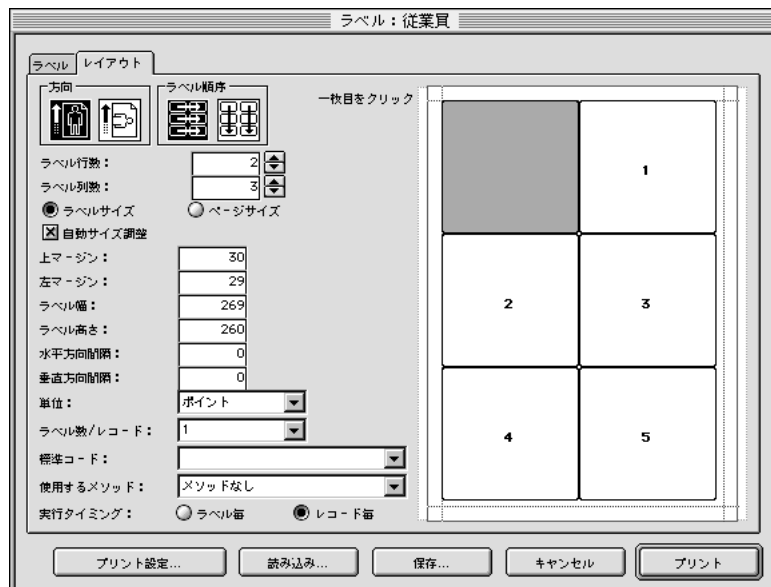 ラベル：従業員
ラベル レイアウト
方向 ラベル順序
一枚目をクリック
ラベル行数： 2
ラベル列数： 3
ラベルサイズ ページサイズ
自動サイズ調整
上マージン： 30
左マージン： 29
ラベル幅： 269
ラベル高さ： 260
水平方向間隔： 0
垂直方向間隔： 0
単位： ポイント
ラベル数/レコード： 1
標準コード：
使用するメソッド： メソッドなし
実行タイミング： ラベル毎 レコード毎
1
2 3
4 5
プリント設定... 読み込み... 保存... キャンセル プリント